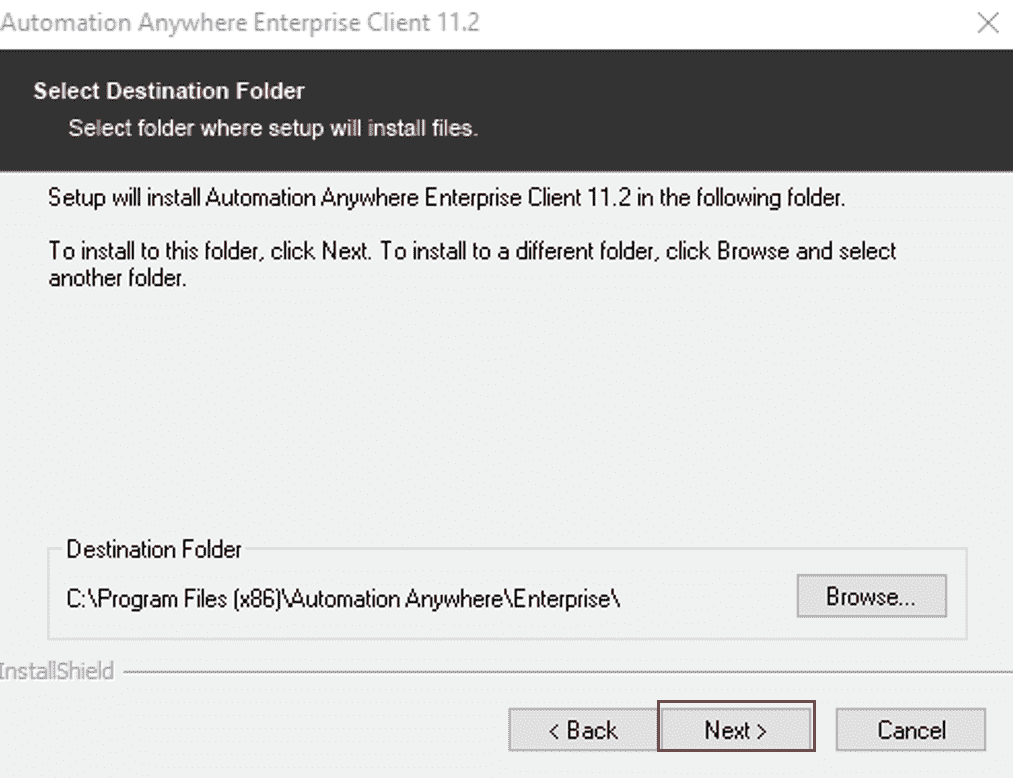 Automation Anywhere Enterprise Client 11.2
Select Destination Folder
Select folder where setup will install files.
Setup will install Automation Anywhere Enterprise Client 11.2 in the following folder.
To install to this folder, click Next. To install to a different folder, click Browse and select
another folder.
Destination Folder
C:\Program Files (x86)\Automation Anywhere\Enterprise\
Browse...
InstallShield
< Back
Next >
Cancel